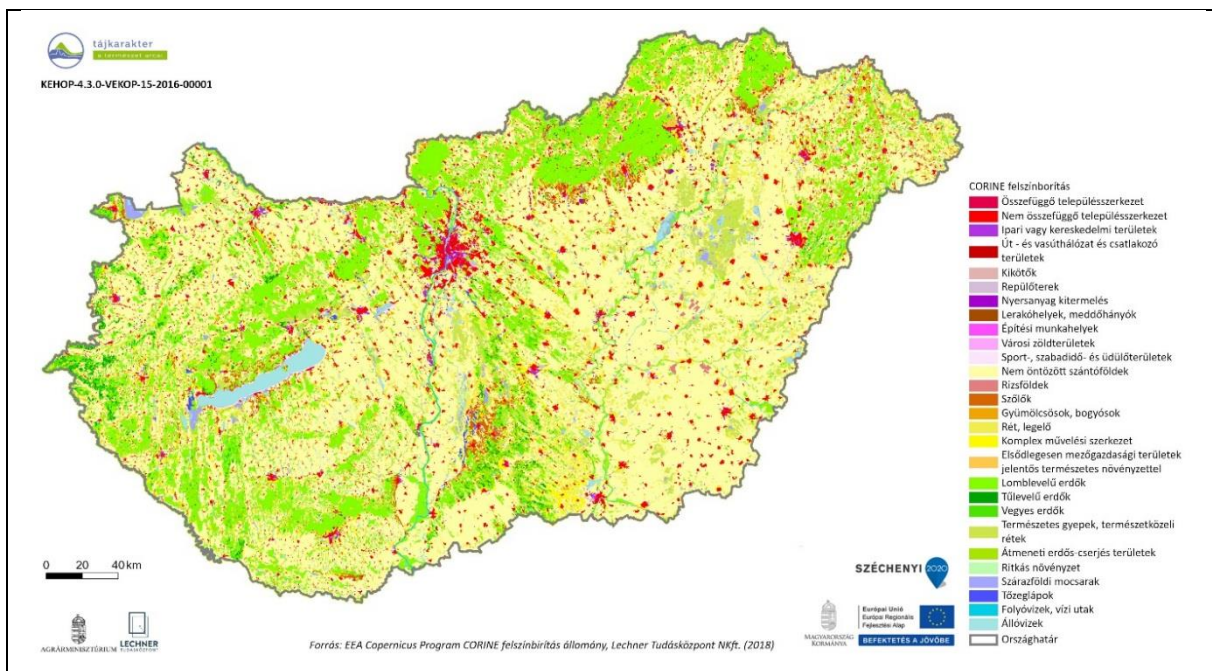 tájkarakter
a természet arcai
KEHOP-4.3.0-VEKOP-15-2016-00001
CORINE felszínborítás
Összefüggő településszerkezet
Nem összefüggő településszerkezet
Ipari vagy kereskedelmi területek
Út - és vasúthálózat és csatlakozó
területek
Kikötők
Repülőterek
Nyersanyag kitermelés
Lerakóhelyek, meddőhányók
Építési munkahelyek
Városi zöldterületek
Sport-, szabadidő- és üdülőterületek
Nem öntözött szántóföldek
Rizsföldek
Szőlők
Gyümölcsösok, bogyósok
Rét, legelő
Komplex művelési szerkezet
Elsődlegesen mezőgazdasági területek
jelentős természetes növényzettel
Lomblevelű erdők
Tűlevelű erdők
Vegyes erdők
Természetes gyepek, természetközeli
rétek
Átmeneti erdős-cserjés területek
Ritkás növényzet
Szárazföldi mocsarak
Tőzeglápok
Folyóvizek, vízi utak
Állóvizek
Országhatár
0 20 40 km
AGRÁRMINISZTÉRIUM
LECHNER
TUDÁSKÖZPONT
Forrás: EEA Copernicus Program CORINE felszínborítás állomány, Lechner Tudásközpont NKft. (2018)
SZÉCHENYI 2020
MAGYARORSZÁG
KORMÁNYA
Európai Unió
Európai Regionális
Fejlesztési Alap
BEFEKTETÉS A JÖVŐBE